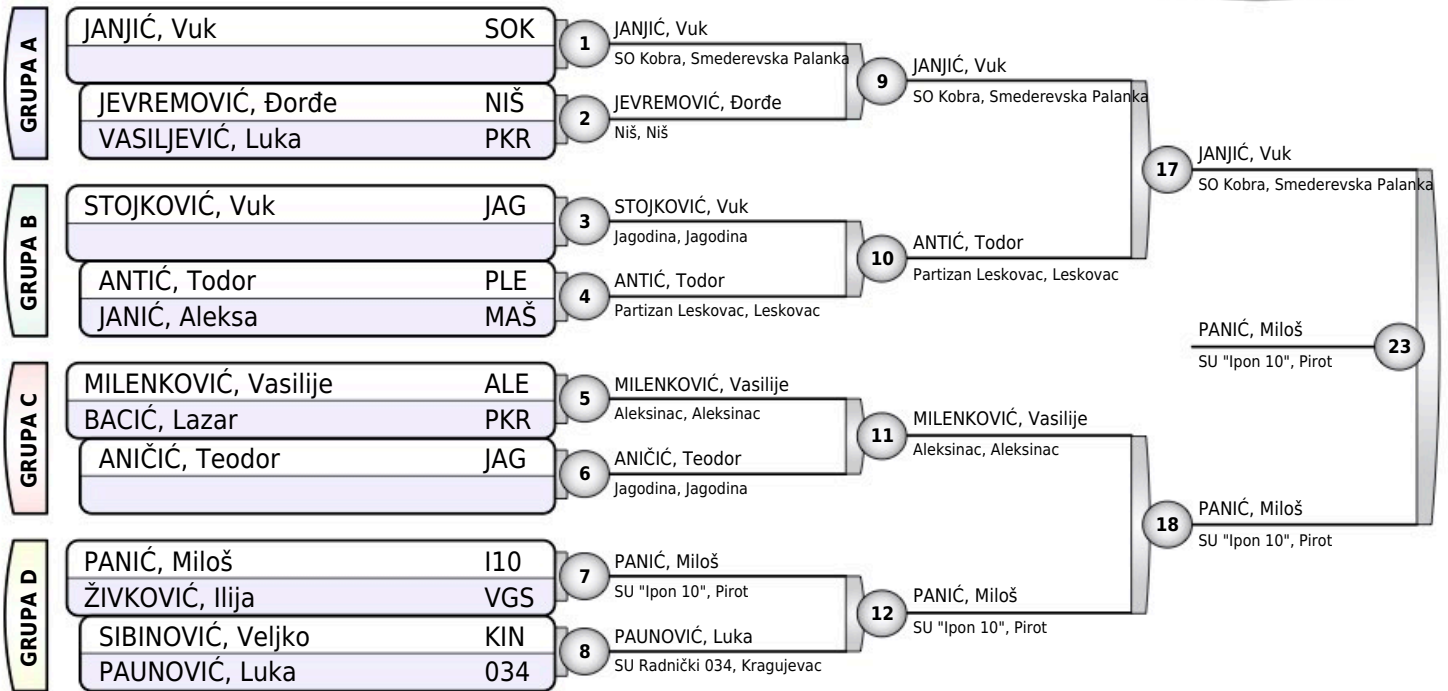 GRUPA A
JANJIĆ, Vuk SOK
JEVREMOVIĆ, Đorđe NIŠ
VASILJEVIĆ, Luka PKR
GRUPA B
STOJKOVIĆ, Vuk JAG
ANTIĆ, Todor PLE
JANIĆ, Aleksa MAŠ
GRUPA C
MILENKOVIĆ, Vasilije ALE
BACIĆ, Lazar PKR
ANIČIĆ, Teodor JAG
GRUPA D
PANIĆ, Miloš I10
ŽIVKOVIĆ, Ilija VGS
SIBINOVIĆ, Veljko KIN
PAUNOVIĆ, Luka 034
1
JANJIĆ, Vuk
SO Kobra, Smederevska Palanka
2
JEVREMOVIĆ, Đorđe
Niš, Niš
3
STOJKOVIĆ, Vuk
Jagodina, Jagodina
4
ANTIĆ, Todor
Partizan Leskovac, Leskovac
5
MILENKOVIĆ, Vasilije
Aleksinac, Aleksinac
6
ANIČIĆ, Teodor
Jagodina, Jagodina
7
PANIĆ, Miloš
SU "Ipon 10", Pirot
8
PAUNOVIĆ, Luka
SU Radnički 034, Kragujevac
9
JANJIĆ, Vuk
SO Kobra, Smederevska Palanka
10
ANTIĆ, Todor
Partizan Leskovac, Leskovac
11
MILENKOVIĆ, Vasilije
Aleksinac, Aleksinac
12
PANIĆ, Miloš
SU "Ipon 10", Pirot
17
JANJIĆ, Vuk
SO Kobra, Smederevska Palanka
18
PANIĆ, Miloš
SU "Ipon 10", Pirot
PANIĆ, Miloš
SU "Ipon 10", Pirot
23